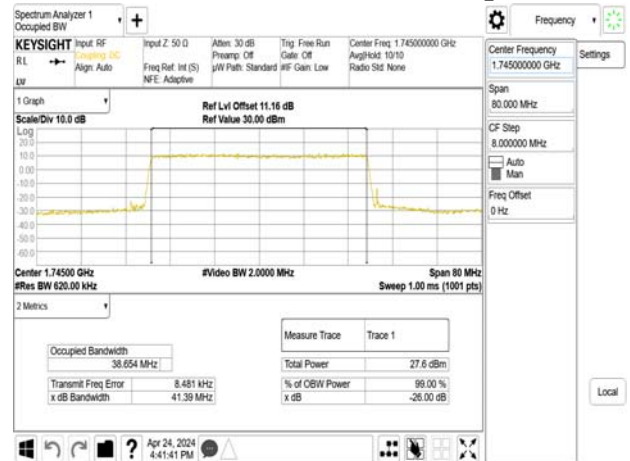 Spectrum Analyzer 1
Occupied BW
Frequency
KEYSIGHT
RL
Input: RF
Coupling: DC
Align: Auto
Input Z: 50 Ω
Freq Ref: Int (S)
NFE: Adaptive
Atten: 30 dB
Preamp: Off
µW Path: Standard
Trig: Free Run
Gate: Off
#IF Gain: Low
Center Freq: 1.745000000 GHz
Avg|Hold: 10/10
Radio Std: None
Center Frequency
1.745000000 GHz
Settings
Span
80.000 MHz
CF Step
8.000000 MHz
Auto
Man
Freq Offset
0 Hz
Local
1 Graph
Scale/Div 10.0 dB
Ref Lvl Offset 11.16 dB
Ref Value 30.00 dBm
Log
20.0
10.0
0.00
-10.0
-20.0
-30.0
-40.0
-50.0
-60.0
Center 1.74500 GHz
#Res BW 620.00 kHz
#Video BW 2.0000 MHz
Span 80 MHz
Sweep 1.00 ms (1001 pts)
2 Metrics
Measure Trace Trace 1
Occupied Bandwidth
38.654 MHz
Total Power 27.6 dBm
Transmit Freq Error 8.481 kHz
% of OBW Power 99.00 %
x dB Bandwidth 41.39 MHz
x dB -26.00 dB
Apr 24, 2024
4:41:41 PM